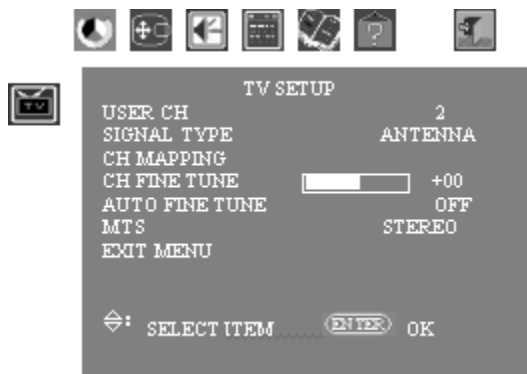 TV
TV SETUP
USER CH 2
SIGNAL TYPE ANTENNA
CH MAPPING
CH FINE TUNE +00
AUTO FINE TUNE OFF
MTS STEREO
EXIT MENU
: SELECT ITEM ENTER OK
?